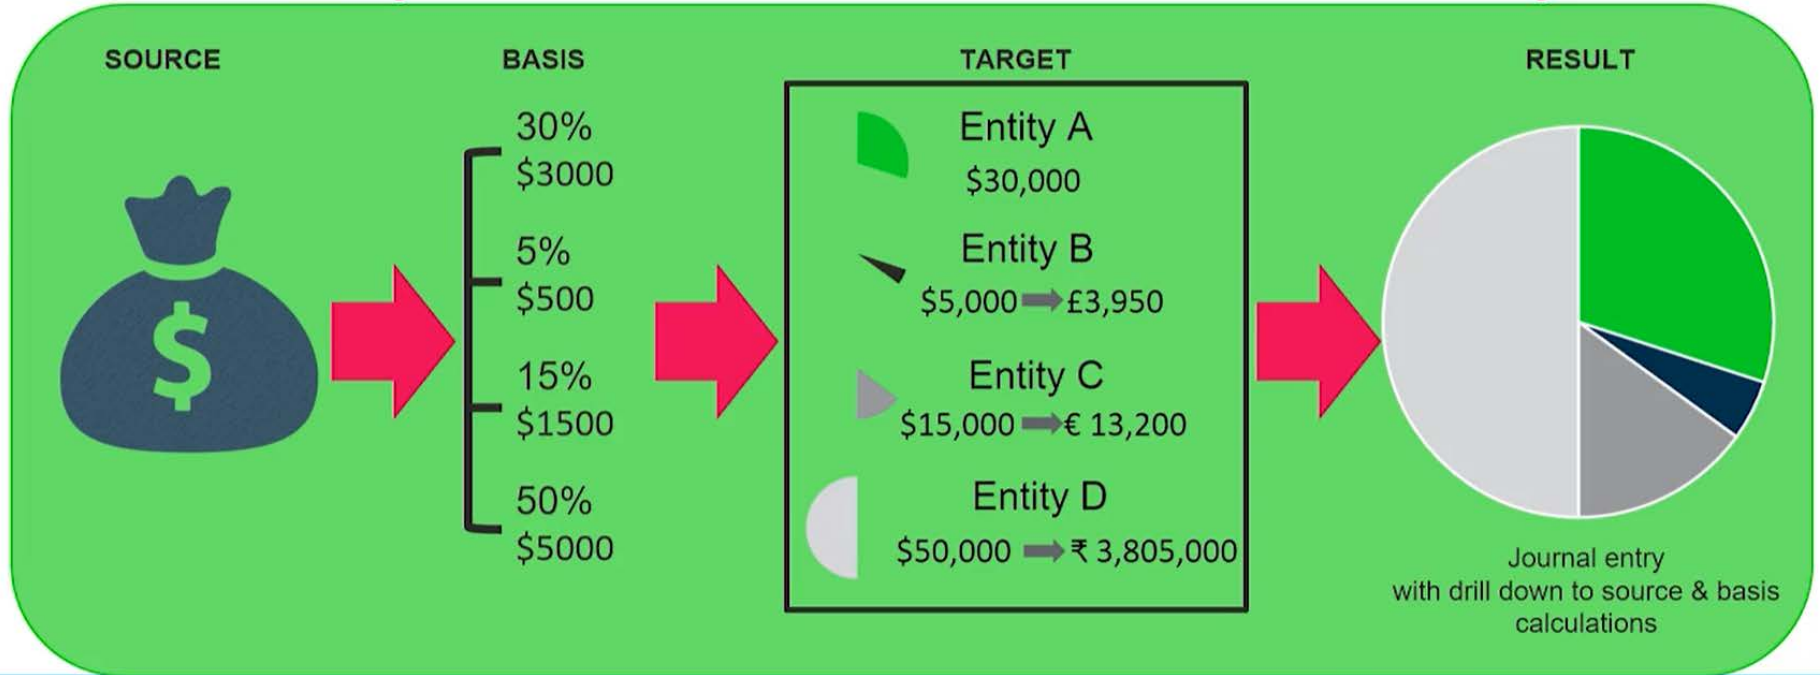 SOURCE
$
BASIS
30%
$3000
5%
$500
15%
$1500
50%
$5000
TARGET
Entity A
$30,000
Entity B
$5,000 £3,950
Entity C
$15,000 € 13,200
Entity D
$50,000 ₹ 3,805,000
RESULT
Journal entry
with drill down to source & basis
calculations